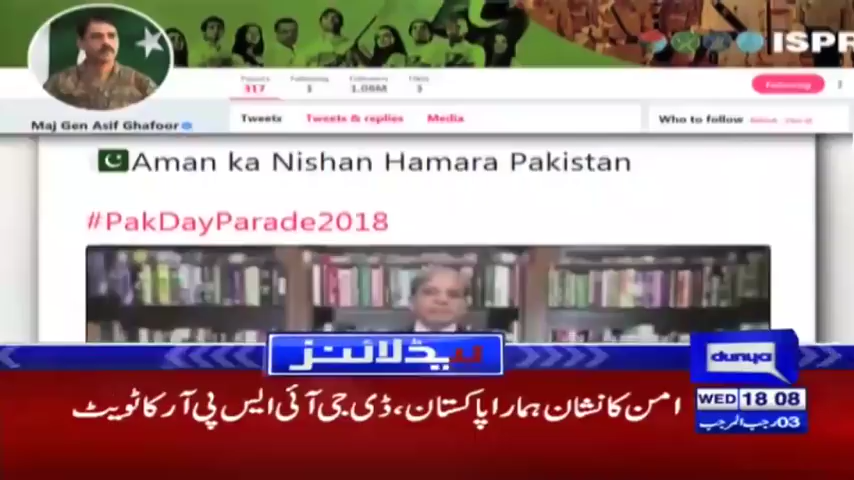 ISPR
317
1.08M
Following
Maj Gen Asif Ghafoor
Tweets Tweets & replies Media
Who to follow
Aman ka Nishan Hamara Pakistan
#PakDayParade2018
ہیڈلائنز
dunya
امن کا نشان ہمارا پاکستان، ڈی جی آئی ایس پی آر کا ٹویٹ
WED 18 08
03 رجب المرجب